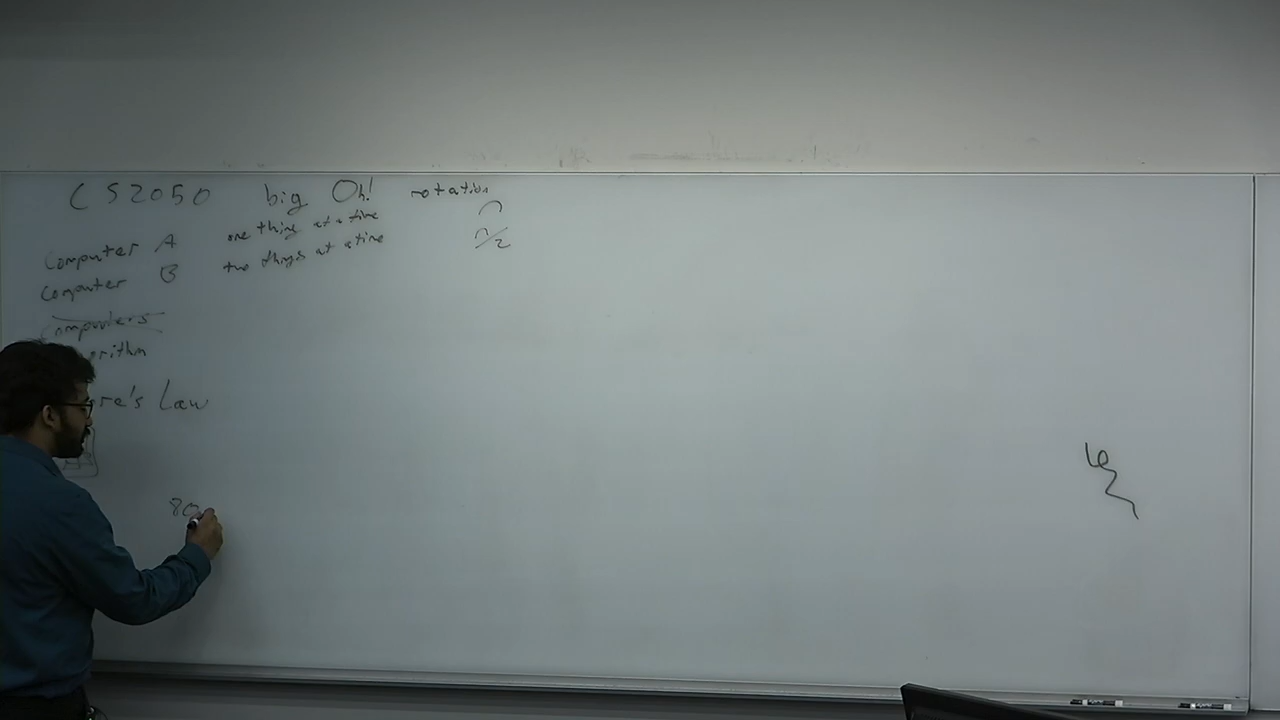 CS2050 big Oh! notation
Computer A one thing at a time n
Computer B two things at a time n/2
Computers
orithm
re's Law
80